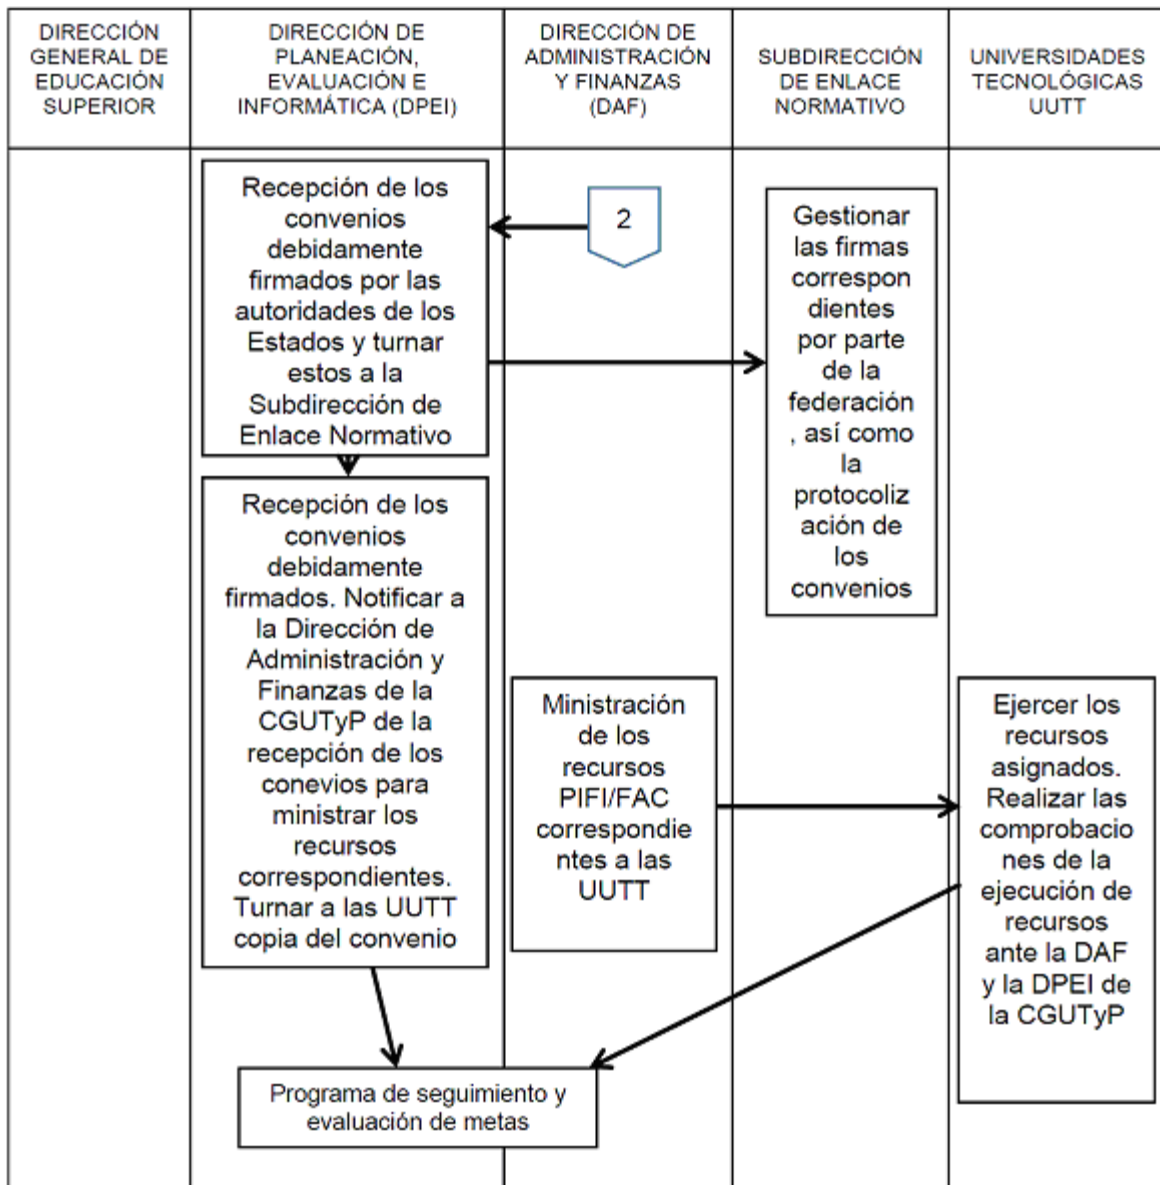 DIRECCIÓN
GENERAL DE
EDUCACIÓN
SUPERIOR
DIRECCIÓN DE
PLANEACIÓN,
EVALUACIÓN E
INFORMÁTICA (DPEI)
DIRECCIÓN DE
ADMINISTRACIÓN
Y FINANZAS
(DAF)
SUBDIRECCIÓN
DE ENLACE
NORMATIVO
UNIVERSIDADES
TECNOLÓGICAS
UUTT
Recepción de los
convenios
debidamente
firmados por las
autoridades de los
Estados y turnar
estos a la
Subdirección de
Enlace Normativo
2
Gestionar
las firmas
correspon
dientes
por parte
de la
federación
, así como
la
protocoliz
ación de
los
convenios
Recepción de los
convenios
debidamente
firmados. Notificar a
la Dirección de
Administración y
Finanzas de la
CGUTyP de la
recepción de los
conevios para
ministrar los
recursos
correspondientes.
Turnar a las UUTT
copia del convenio
Ministración
de los
recursos
PIFI/FAC
correspondie
ntes a las
UUTT
Ejercer los
recursos
asignados.
Realizar las
comprobacio
nes de la
ejecución de
recursos
ante la DAF
y la DPEI de
la CGUTyP
Programa de seguimiento y
evaluación de metas